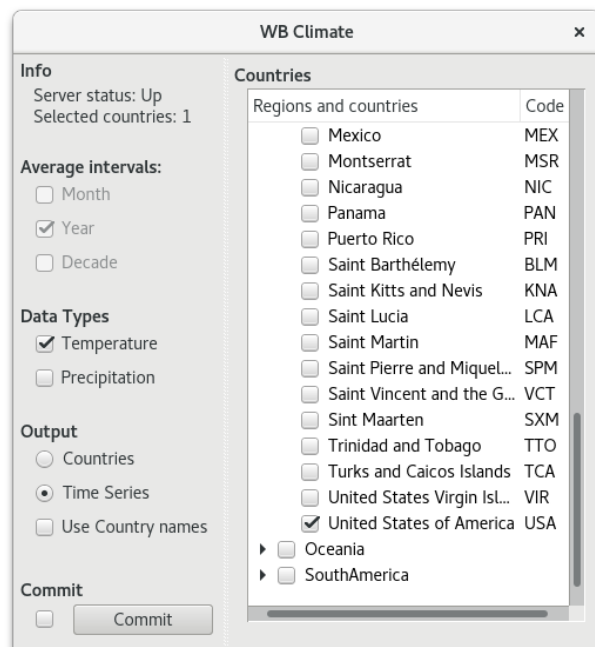 WB Climate
Info
Server status: Up
Selected countries: 1
Average intervals:
Month
Year
Decade
Data Types
Temperature
Precipitation
Output
Countries
Time Series
Use Country names
Commit
Commit
Countries
Regions and countries Code
Mexico MEX
Montserrat MSR
Nicaragua NIC
Panama PAN
Puerto Rico PRI
Saint Barthélemy BLM
Saint Kitts and Nevis KNA
Saint Lucia LCA
Saint Martin MAF
Saint Pierre and Miquel... SPM
Saint Vincent and the G... VCT
Sint Maarten SXM
Trinidad and Tobago TTO
Turks and Caicos Islands TCA
United States Virgin Isl... VIR
United States of America USA
Oceania
SouthAmerica